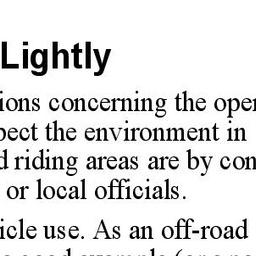 Lightly
ions concerning the oper
pect the environment in
d riding areas are by con
or local officials.
icle use. As an off-road